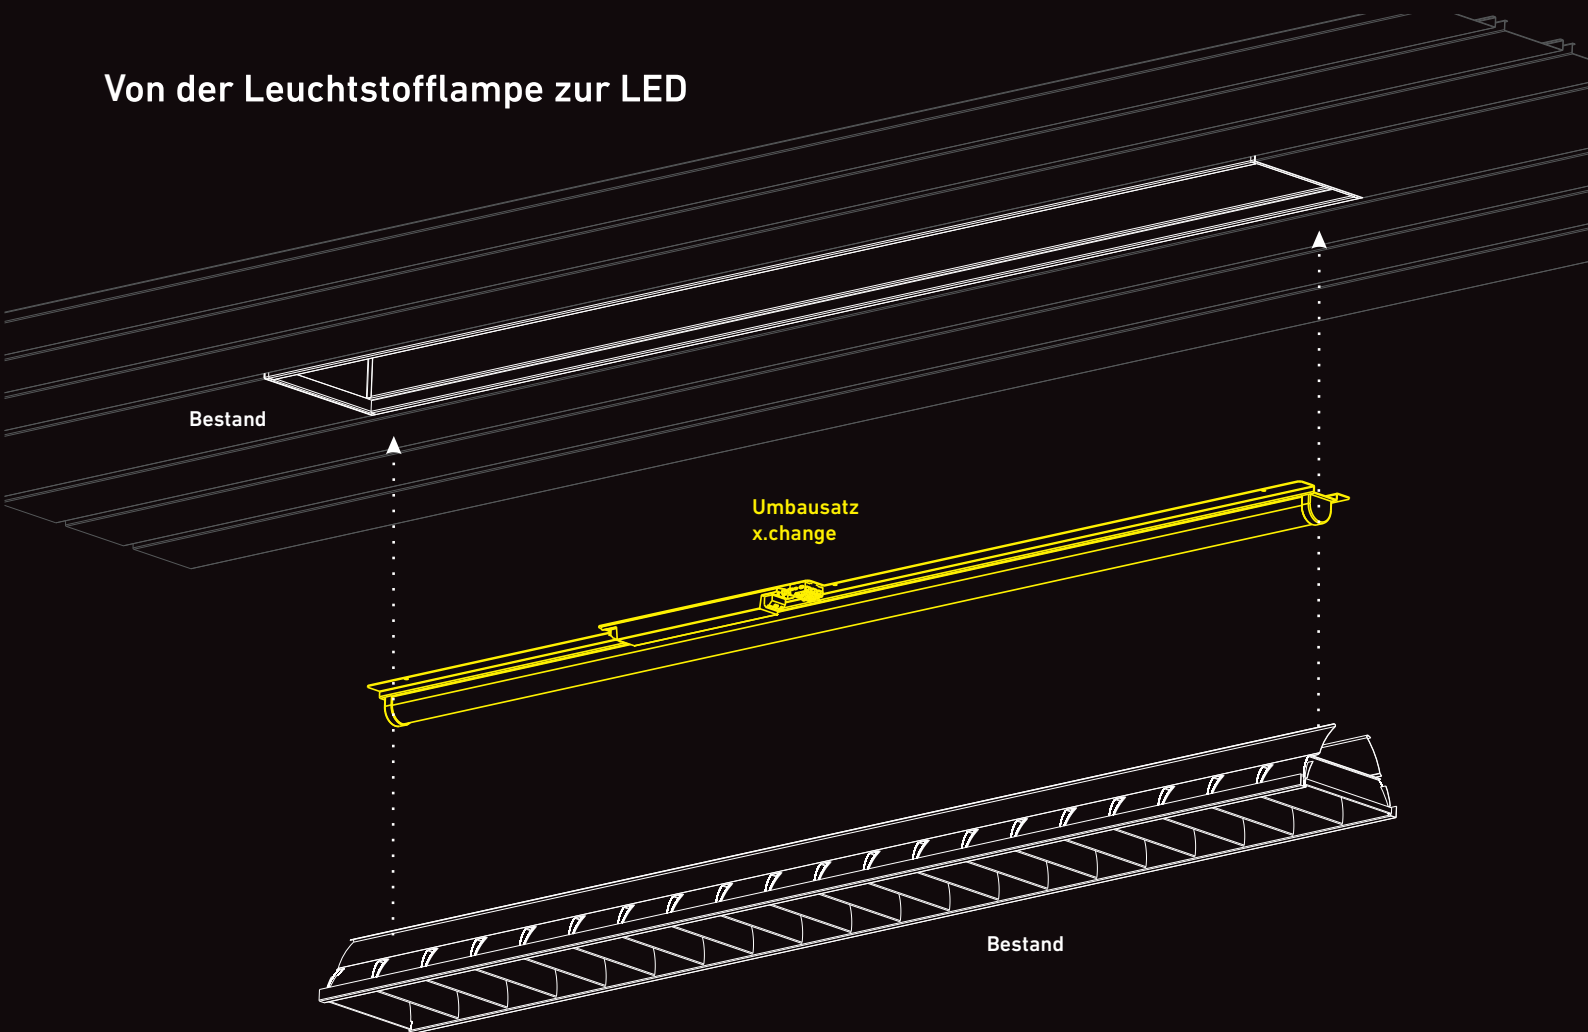 Von der Leuchtstofflampe zur LED
Bestand
Umbausatz
x.change
Bestand